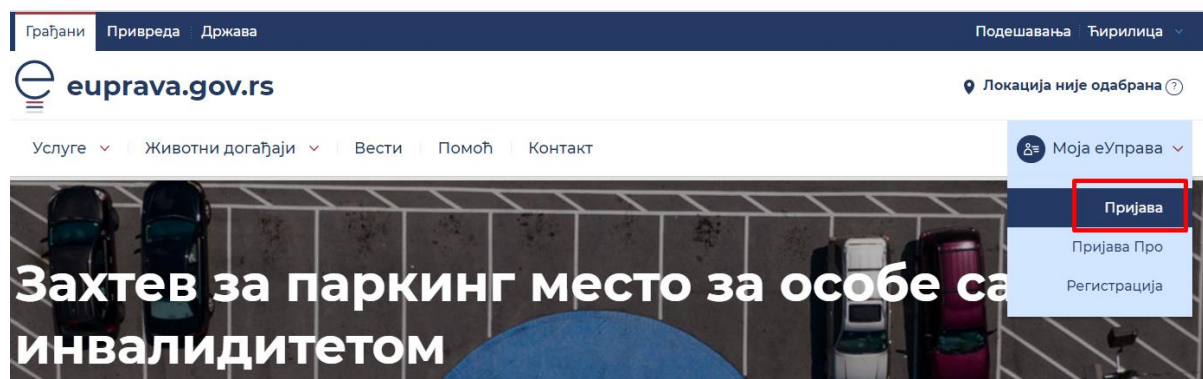 Грађани Привреда Држава Подешавања Ћирилица
euprava.gov.rs Локација није одабрана ?
Услуге Животни догађаји Вести Помоћ Контакт Моја еУправа
Пријава
Пријава Про
Регистрација
Захтев за паркинг место за особе са
инвалидитетом